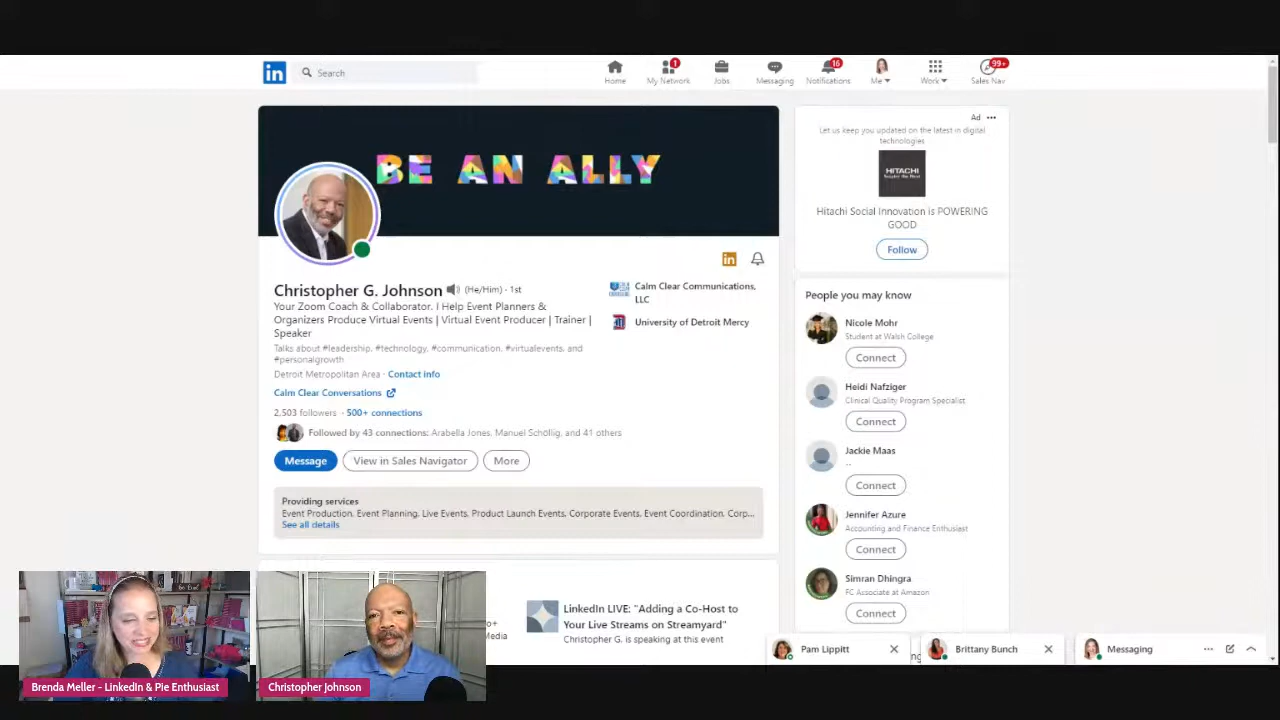 in
Search
1
16
99+
Home
My Network
Jobs
Messaging
Notifications
Me
Work
Sales Nav
BE AN ALLY
in
Christopher G. Johnson (He/Him) · 1st
Your Zoom Coach & Collaborator. I Help Event Planners &
Organizers Produce Virtual Events | Virtual Event Producer | Trainer |
Speaker
Talks about #leadership, #technology, #communication, #virtualevents, and
#personalgrowth
Detroit Metropolitan Area · Contact info
Calm Clear Conversations
2,503 followers · 500+ connections
Followed by 43 connections: Arabella Jones, Manuel Schöllig, and 41 others
Message
View in Sales Navigator
More
Calm Clear Communications,
LLC
University of Detroit Mercy
Providing services
Event Production, Event Planning, Live Events, Product Launch Events, Corporate Events, Event Coordination, Corp...
See all details
LinkedIn LIVE: "Adding a Co-Host to
Your Live Streams on Streamyard"
Christopher G. is speaking at this event
o+
Media
Ad ...
Let us keep you updated on the latest in digital
technologies
HITACHI
Hitachi Social Innovation is POWERING
GOOD
Follow
People you may know
Nicole Mohr
Student at Walsh College
Connect
Heidi Nafziger
Clinical Quality Program Specialist
Connect
Jackie Maas
--
Connect
Jennifer Azure
Accounting and Finance Enthusiast
Connect
Simran Dhingra
FC Associate at Amazon
Connect
Pam Lippitt
Brittany Bunch
Messaging
Brenda Meller - LinkedIn & Pie Enthusiast
Christopher Johnson